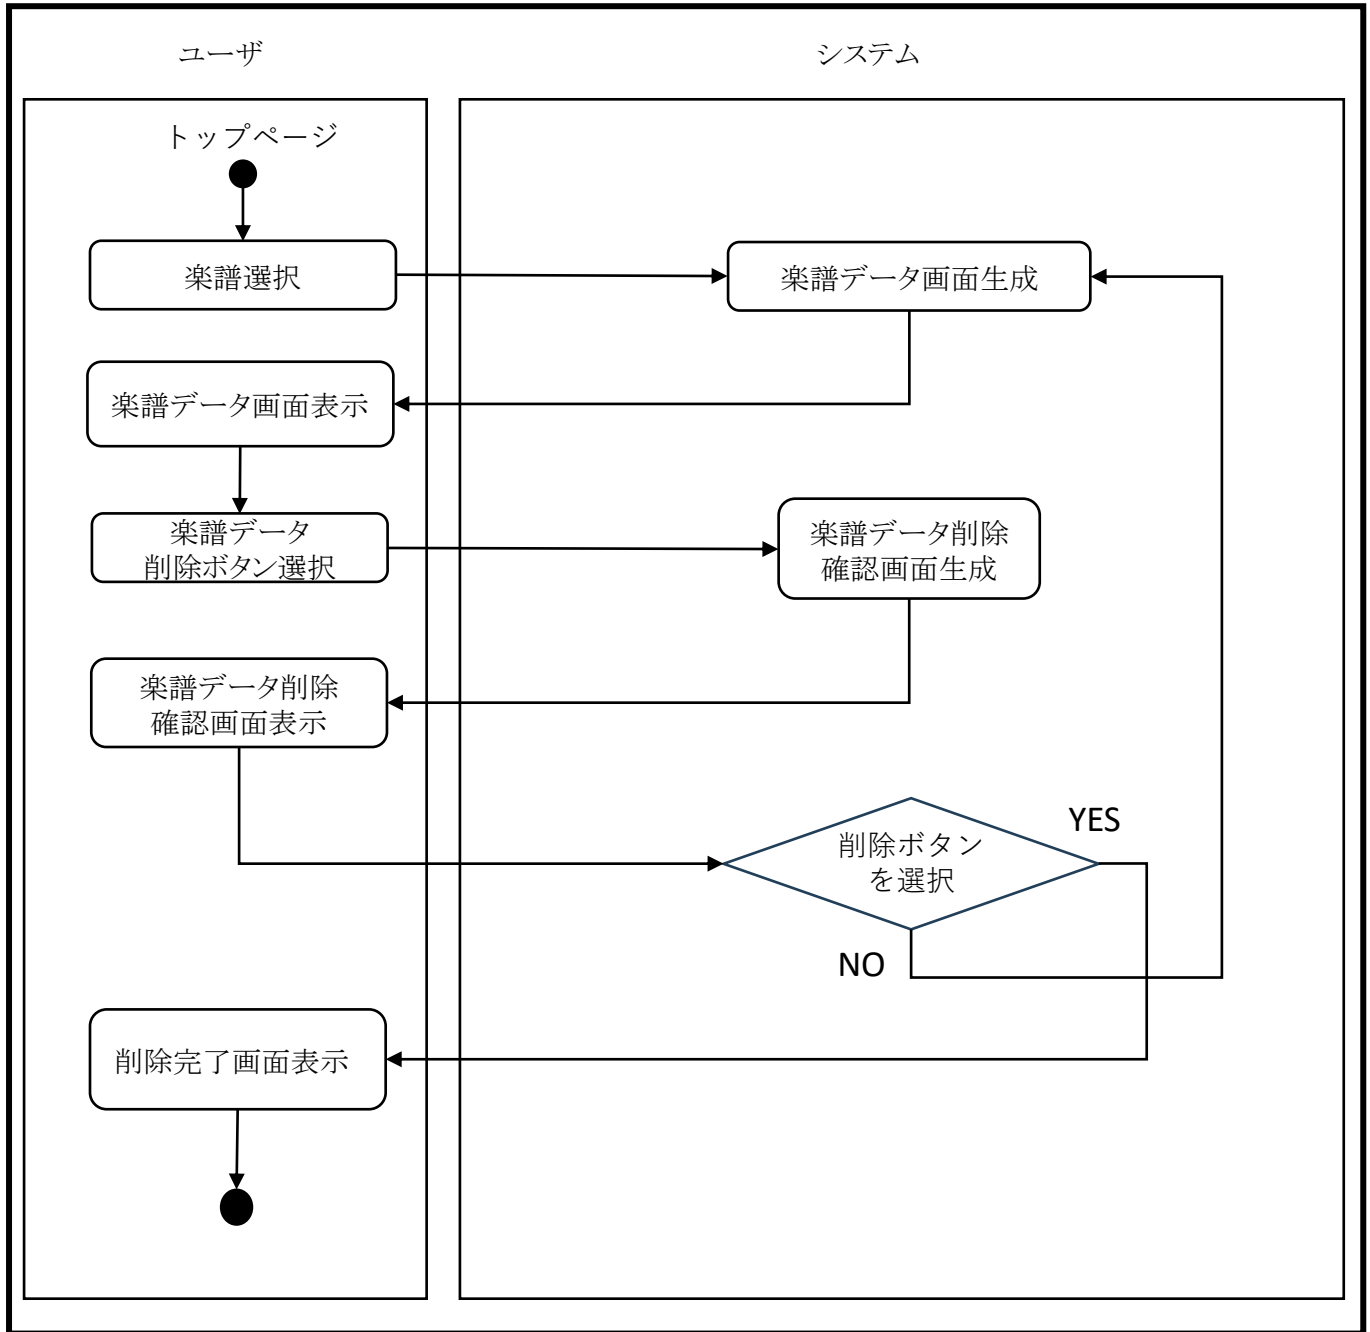 ユーザ
システム
トップページ
楽譜選択
楽譜データ画面生成
楽譜データ画面表示
楽譜データ
削除ボタン選択
楽譜データ削除
確認画面生成
楽譜データ削除
確認画面表示
YES
削除ボタン
を選択
NO
削除完了画面表示